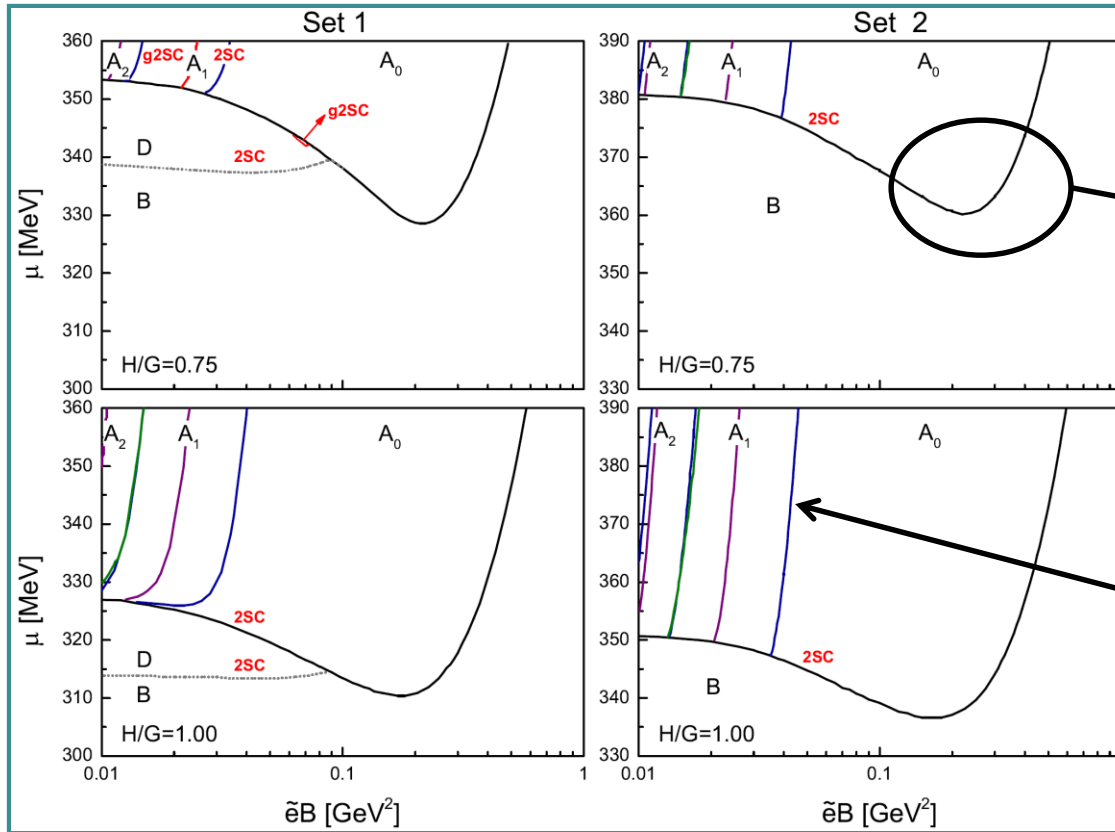 Set 1
Set 2
360
350
340
330
320
310
300
μ [MeV]
A₂
g2SC
A₁
2SC
A₀
g2SC
D
2SC
B
H/G=0.75
390
380
370
360
350
340
330
μ [MeV]
A₂
A₁
A₀
2SC
B
H/G=0.75
360
350
340
330
320
310
300
μ [MeV]
A₂
A₁
A₀
2SC
D
2SC
B
H/G=1.00
0.01
0.1
1
ẽB [GeV²]
390
380
370
360
350
340
330
μ [MeV]
A₂
A₁
A₀
2SC
B
H/G=1.00
0.01
0.1
ẽB [GeV²]